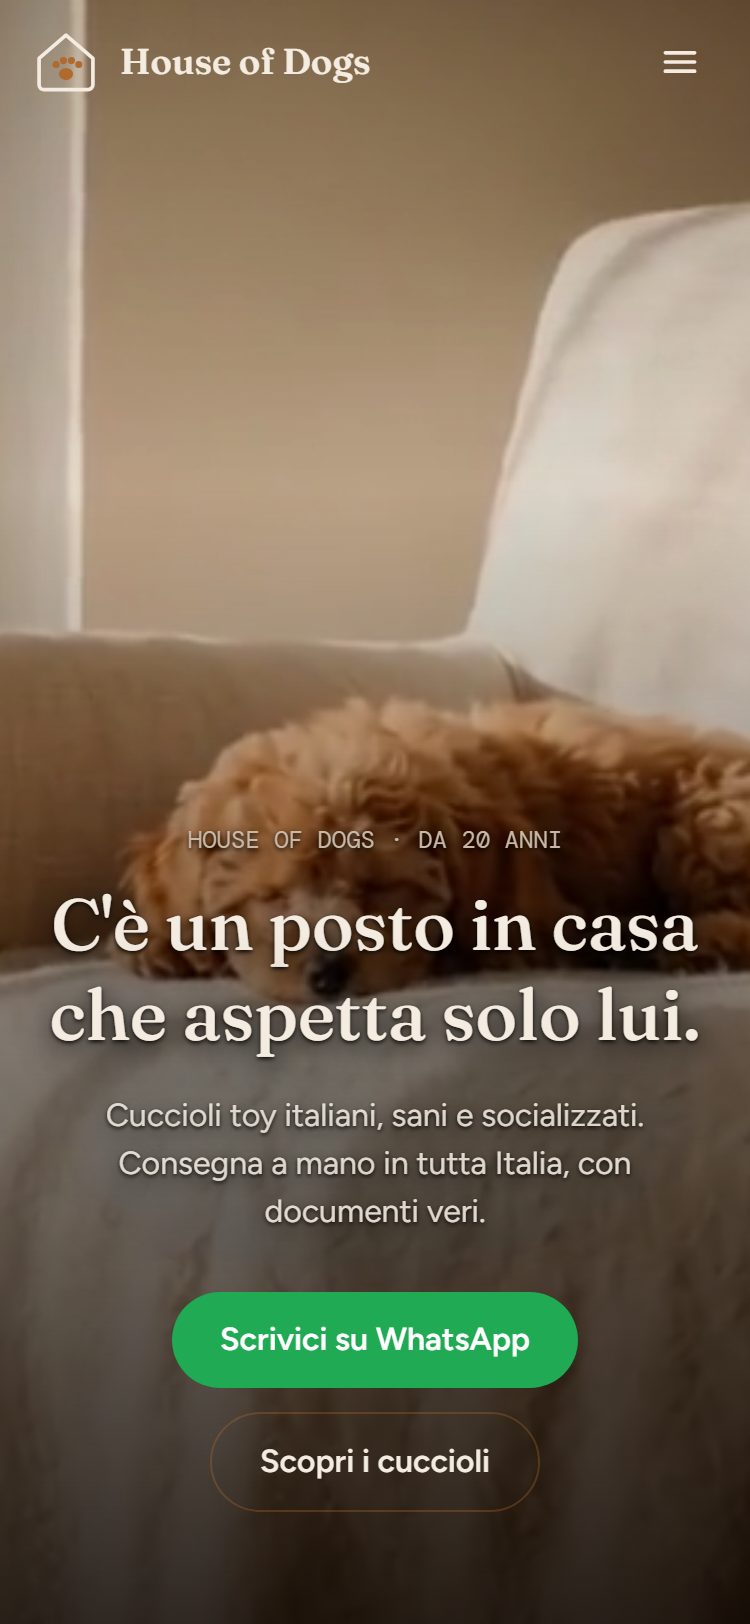 House of Dogs
HOUSE OF DOGS · DA 20 ANNI
C'è un posto in casa
che aspetta solo lui.
Cuccioli toy italiani, sani e socializzati.
Consegna a mano in tutta Italia, con
documenti veri.
Scrivici su WhatsApp
Scopri i cuccioli